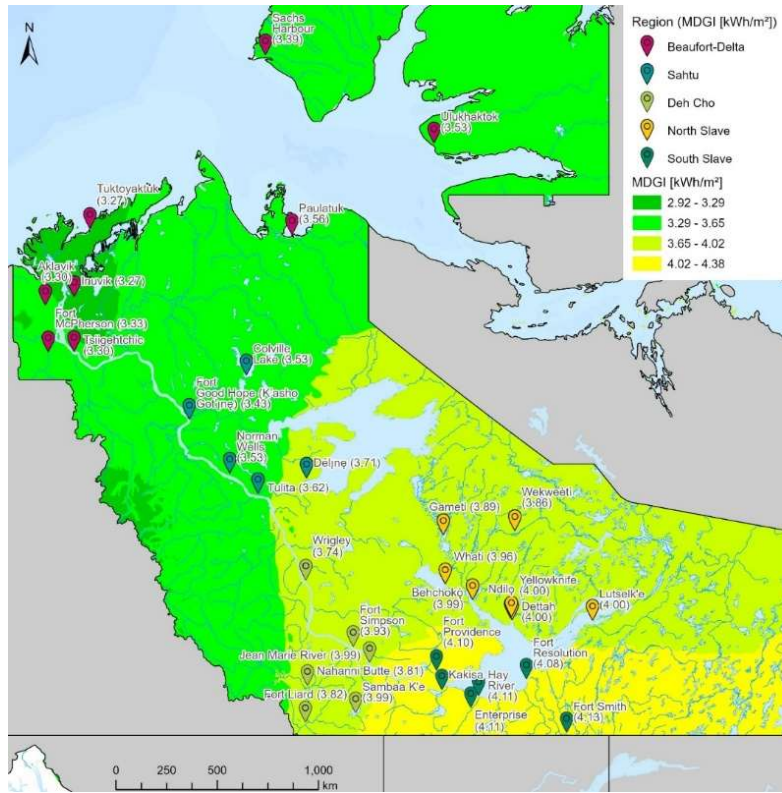 Sachs
Harbour
(3.39)
N
Region (MDGI [kWh/m²])
Beaufort-Delta
Sahtu
Deh Cho
North Slave
South Slave
MDGI [kWh/m²]
2.92 - 3.29
3.29 - 3.65
3.65 - 4.02
4.02 - 4.38
Ulukhaktok
(3.53)
Tuktoyaktuk
(3.27)
Paulatuk
(3.56)
Aklavik
(3.30)
Inuvik (3.27)
Fort
McPherson (3.33)
Tsiigehtchic
(3.30)
Colville
Lake (3.53)
Fort
Good Hope (K'asho
Gotįnę) (3.43)
Norman
Wells
(3.53)
Délįnę (3.71)
Tulita (3.62)
Gametì (3.89)
Wekweètì
(3.86)
Wrigley
(3.74)
Whatì (3.96)
Behchokǫ̀
(3.99)
Ndilǫ
Yellowknife
(4.00)
Dettah
(4.00)
Lutselk'e
(4.00)
Fort
Simpson
(3.93)
Fort
Providence
(4.10)
Jean Marie River (3.99)
Nahanni Butte (3.81)
Fort
Resolution
(4.08)
Kakisa
Hay
River
(4.11)
Fort Liard (3.82)
Sambaa K'e
(3.99)
Enterprise
(4.11)
Fort Smith
(4.13)
0 250 500 1,000
km